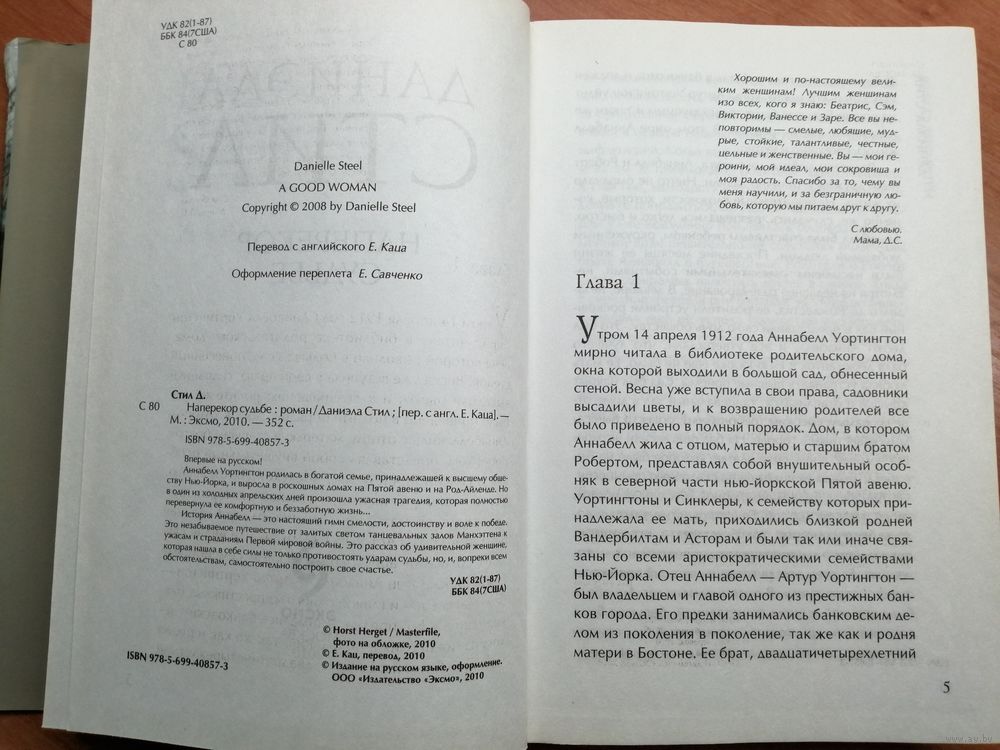 УДК 82(1-87)
ББК 84(7США)
С 80
Danielle Steel
A GOOD WOMAN
Copyright © 2008 by Danielle Steel
Перевод с английского Е. Каца
Оформление переплета Е. Савченко
Стил Д.
С 80 Наперекор судьбе : роман / Даниэла Стил ; [пер. с англ. Е. Каца]. —
М. : Эксмо, 2010. — 352 с.
ISBN 978-5-699-40857-3
Впервые на русском!
Аннабелл Уортингтон родилась в богатой семье, принадлежащей к высшему обще-
ству Нью-Йорка, и выросла в роскошных домах на Пятой авеню и на Род-Айленде. Но
в один из холодных апрельских дней произошла ужасная трагедия, которая полностью
перевернула ее комфортную и беззаботную жизнь...
История Аннабелл — это настоящий гимн смелости, достоинству и воле к победе.
Это незабываемое путешествие от залитых светом танцевальных залов Манхэттена к
ужасам и страданиям Первой мировой войны. Это рассказ об удивительной женщине,
которая нашла в себе силы не только противостоять ударам судьбы, но, и, вопреки всем
обстоятельствам, самостоятельно построить свое счастье.
УДК 82(1-87)
ББК 84(7США)
© Horst Herget / Masterfile,
фото на обложке, 2010
© Е. Кац, перевод, 2010
© Издание на русском языке, оформление.
ООО «Издательство «Эксмо», 2010
ISBN 978-5-699-40857-3
Хорошим и по-настоящему вели-
ким женщинам! Лучшим женщинам
изо всех, кого я знаю: Беатрис, Сэм,
Виктории, Ванессе и Заре. Все вы не-
повторимы — смелые, любящие, муд-
рые, стойкие, талантливые, честные,
цельные и женственные. Вы — мои ге-
роини, мой идеал, мои сокровища и
моя радость. Спасибо за то, чему вы
меня научили, и за безграничную лю-
бовь, которую мы питаем друг к другу.
С любовью.
Мама, Д.С.
Глава 1
Утром 14 апреля 1912 года Аннабелл Уортингтон
мирно читала в библиотеке родительского дома,
окна которой выходили в большой сад, обнесенный
стеной. Весна уже вступила в свои права, садовники
высадили цветы, и к возвращению родителей все
было приведено в полный порядок. Дом, в котором
Аннабелл жила с отцом, матерью и старшим братом
Робертом, представлял собой внушительный особ-
няк в северной части нью-йоркской Пятой авеню.
Уортингтоны и Синклеры, к семейству которых при-
надлежала ее мать, приходились близкой родней
Вандербилтам и Асторам и были так или иначе свя-
заны со всеми аристократическими семействами
Нью-Йорка. Отец Аннабелл — Артур Уортингтон —
был владельцем и главой одного из престижных бан-
ков города. Его предки занимались банковским де-
лом из поколения в поколение, так же как и родня
матери в Бостоне. Ее брат, двадцатичетырехлетний
5